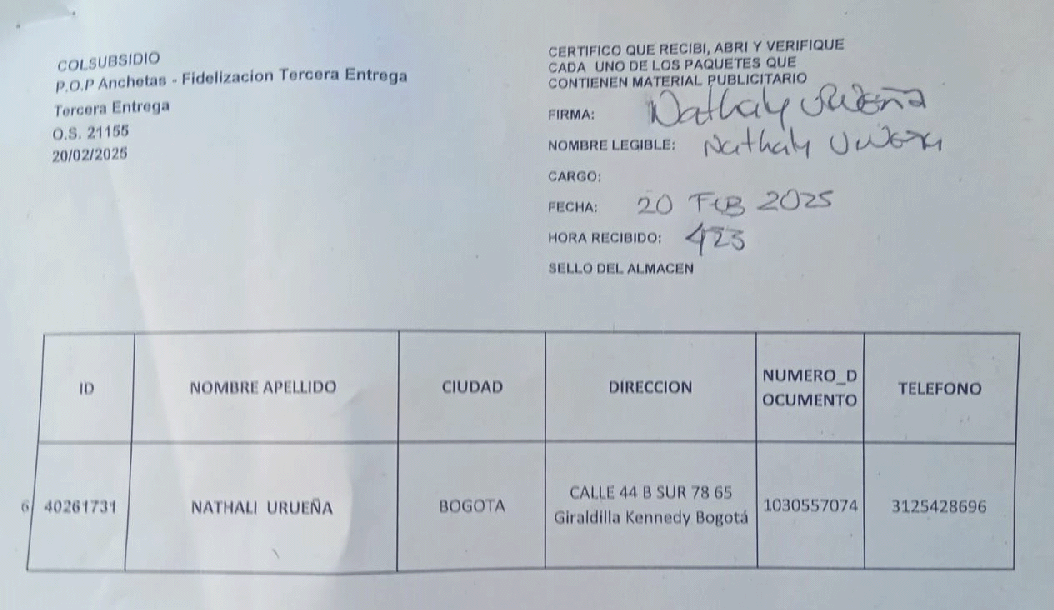 COLSUBSIDIO
P.O.P Anchetas - Fidelizacion Tercera Entrega
Tercera Entrega
O.S. 21155
20/02/2025
CERTIFICO QUE RECIBI, ABRI Y VERIFIQUE
CADA UNO DE LOS PAQUETES QUE
CONTIENEN MATERIAL PUBLICITARIO
FIRMA: Nathaly Urueña
NOMBRE LEGIBLE: Nathaly
CARGO:
FECHA: 20 FEB 2025
HORA RECIBIDO: 423
SELLO DEL ALMACEN
ID NOMBRE APELLIDO CIUDAD DIRECCION NUMERO_D
OCUMENTO TELEFONO
6 40261731 NATHALI URUEÑA BOGOTA CALLE 44 B SUR 78 65
Giraldilla Kennedy Bogotá 1030557074 3125428696